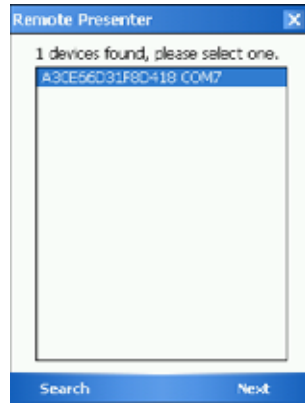 Remote Presenter
1 devices found, please select one.
A3CE66D31F8D418 COM7
Search Next